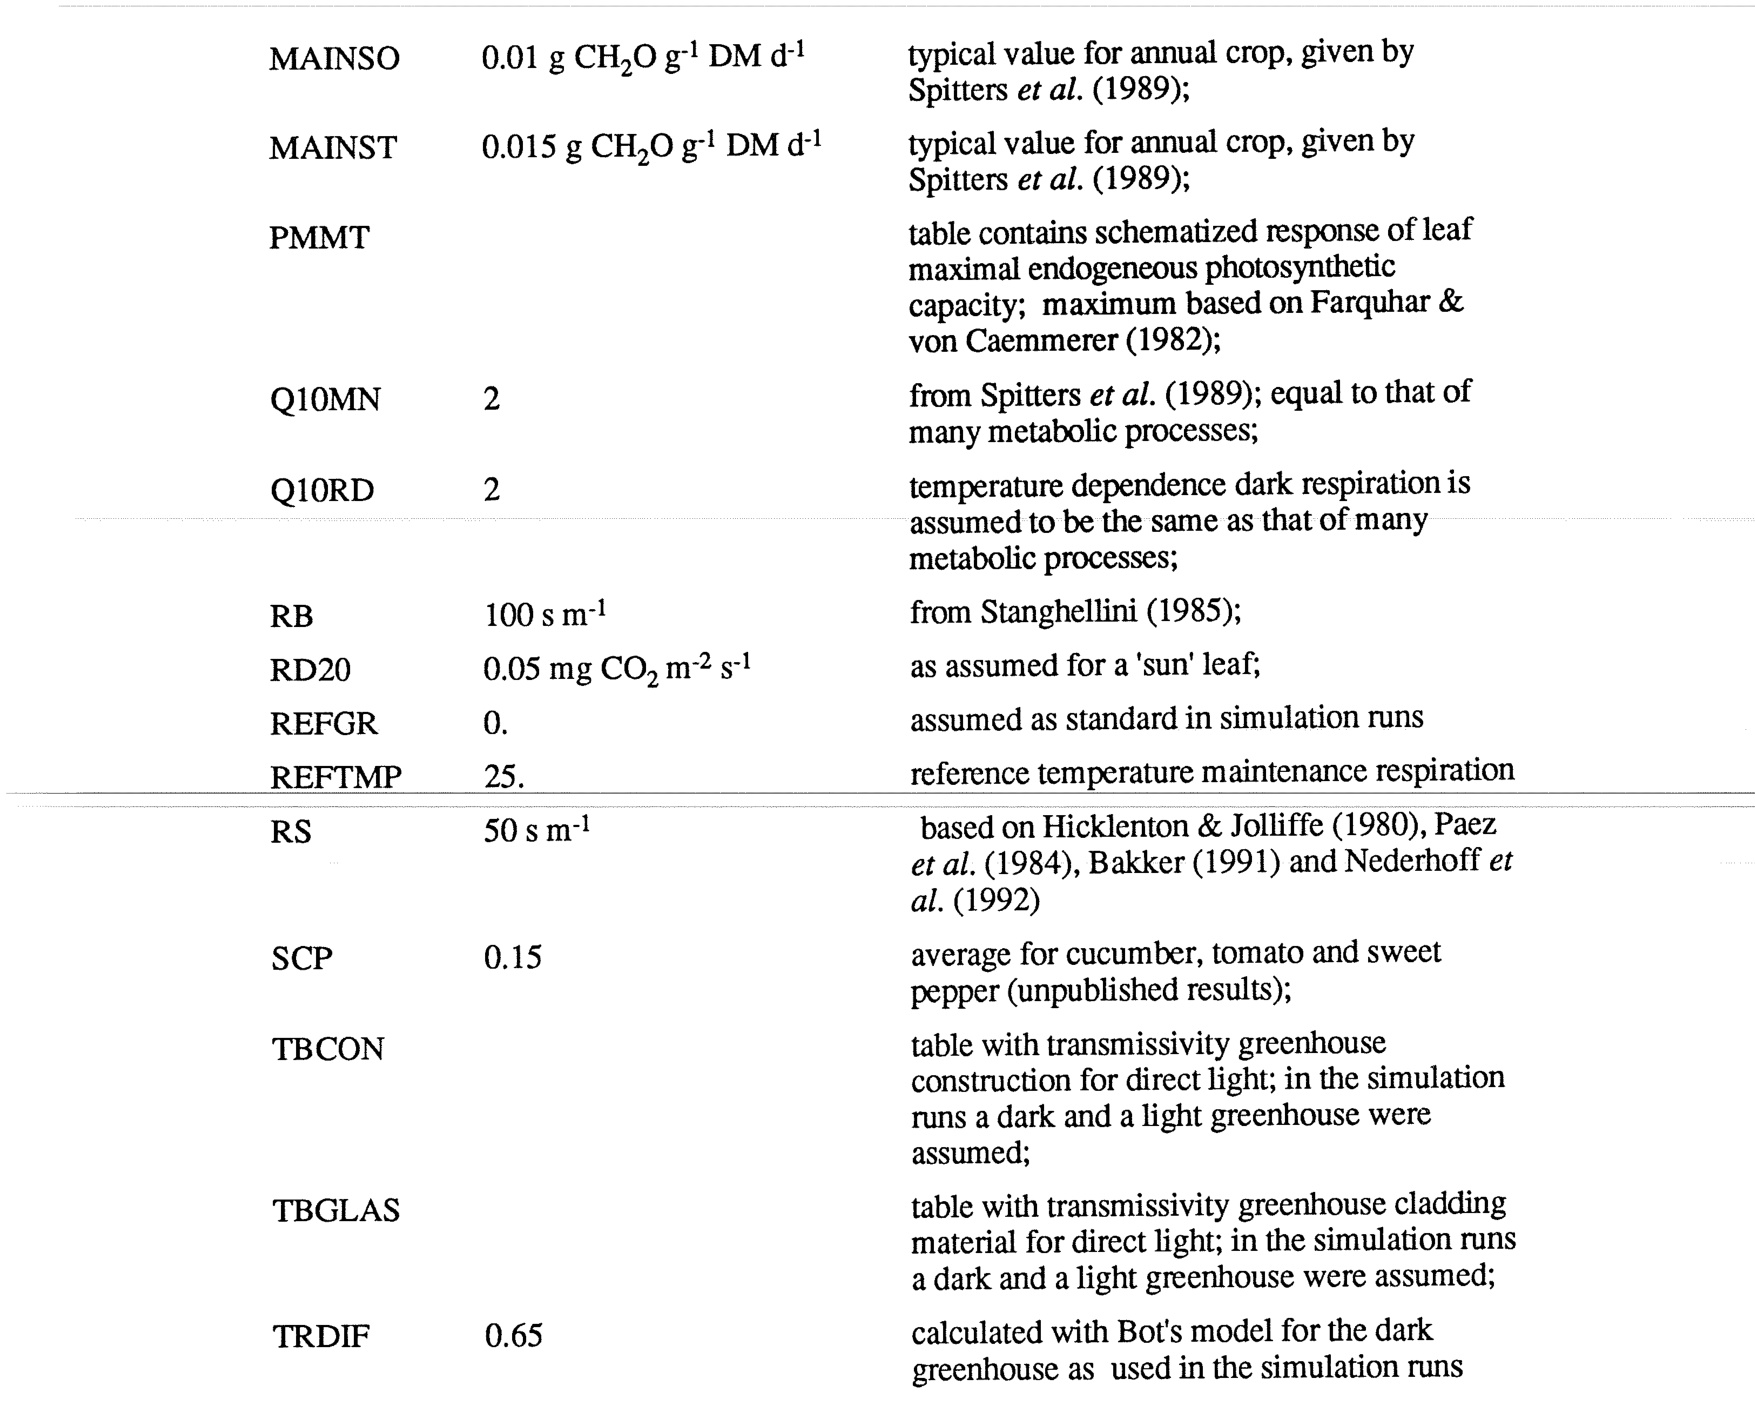 MAINSO 0.01 g CH₂O g⁻¹ DM d⁻¹ typical value for annual crop, given by
Spitters et al. (1989);
MAINST 0.015 g CH₂O g⁻¹ DM d⁻¹ typical value for annual crop, given by
Spitters et al. (1989);
PMMT table contains schematized response of leaf
maximal endogeneous photosynthetic
capacity; maximum based on Farquhar &
von Caemmerer (1982);
Q10MN 2 from Spitters et al. (1989); equal to that of
many metabolic processes;
Q10RD 2 temperature dependence dark respiration is
assumed to be the same as that of many
metabolic processes;
RB 100 s m⁻¹ from Stanghellini (1985);
RD20 0.05 mg CO₂ m⁻² s⁻¹ as assumed for a 'sun' leaf;
REFGR 0. assumed as standard in simulation runs
REFTMP 25. reference temperature maintenance respiration
RS 50 s m⁻¹ based on Hicklenton & Jolliffe (1980), Paez
et al. (1984), Bakker (1991) and Nederhoff et
al. (1992)
SCP 0.15 average for cucumber, tomato and sweet
pepper (unpublished results);
TBCON table with transmissivity greenhouse
construction for direct light; in the simulation
runs a dark and a light greenhouse were
assumed;
TBGLAS table with transmissivity greenhouse cladding
material for direct light; in the simulation runs
a dark and a light greenhouse were assumed;
TRDIF 0.65 calculated with Bot's model for the dark
greenhouse as used in the simulation runs